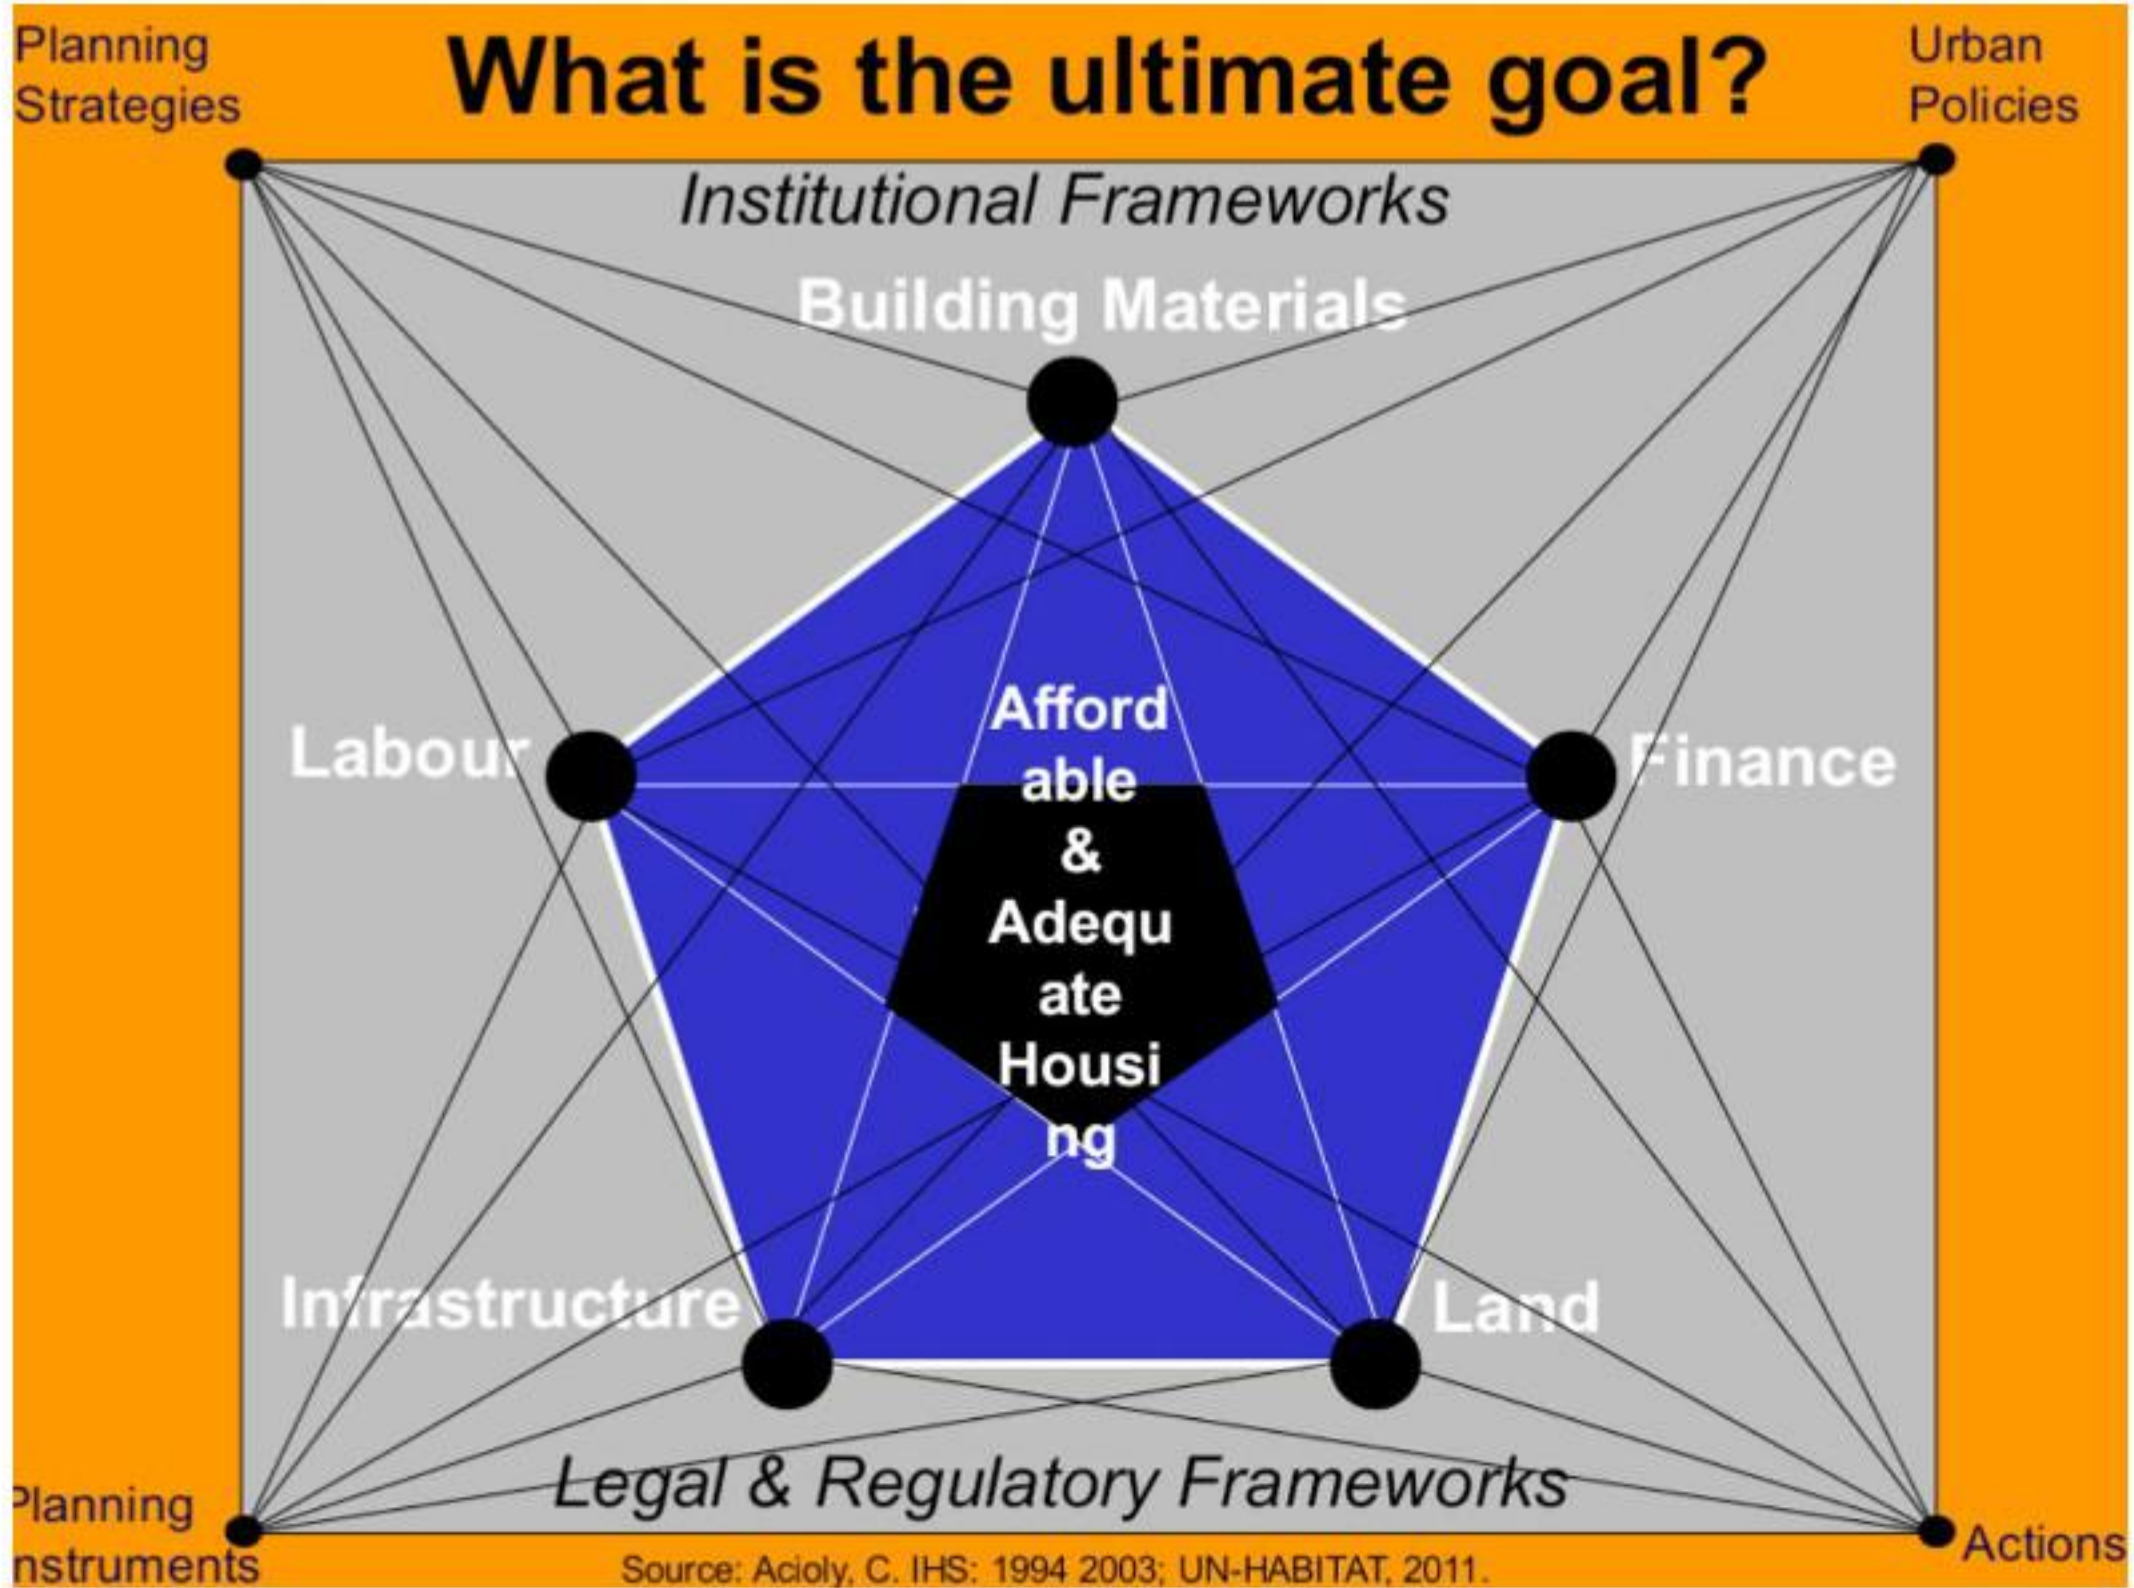 Planning
Strategies
What is the ultimate goal?
Urban
Policies
Institutional Frameworks
Building Materials
Labour
Finance
Afford
able
&
Adequ
ate
Housi
ng
Infrastructure
Land
Legal & Regulatory Frameworks
Planning
nstruments
Actions
Source: Acioly, C. IHS: 1994 2003; UN-HABITAT, 2011.